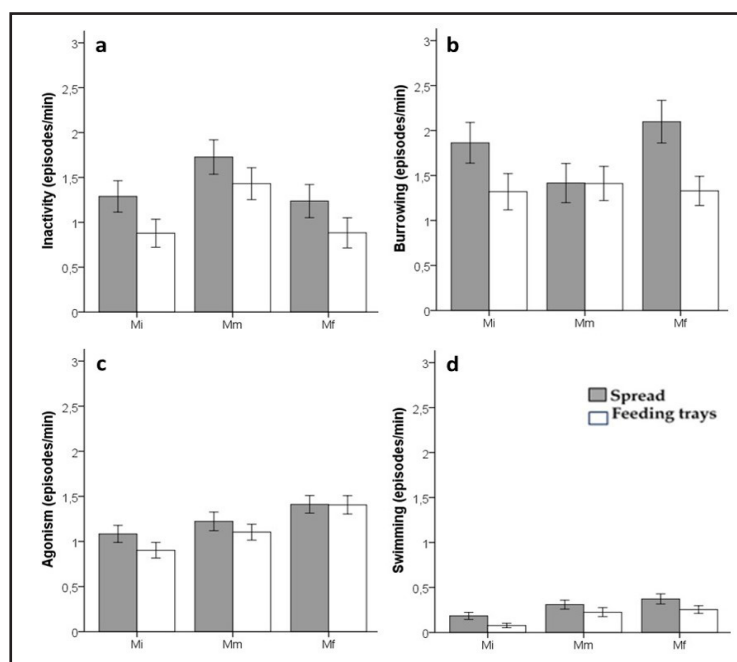 a
Inactivity (episodes/min)
3
2,5
2
1,5
1
0,5
0
Mi Mm Mf
b
Burrowing (episodes/min)
3
2,5
2
1,5
1
0,5
0
Mi Mm Mf
c
Agonism (episodes/min)
3
2,5
2
1,5
1
0,5
0
Mi Mm Mf
d
Swimming (episodes/min)
3
2,5
2
1,5
1
0,5
0
Mi Mm Mf
Spread
Feeding trays